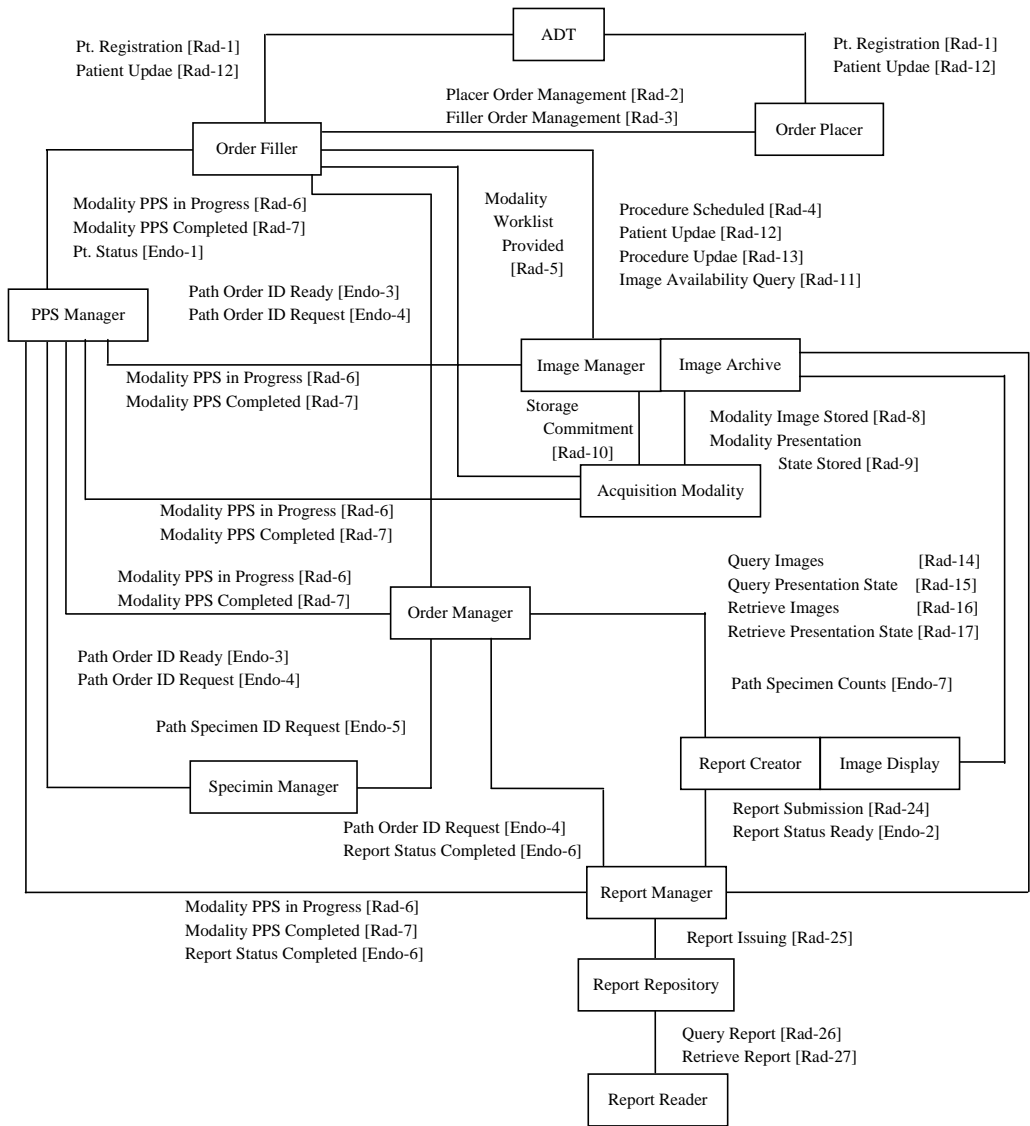 ADT
Pt. Registration [Rad-1]
Patient Updae [Rad-12]
Pt. Registration [Rad-1]
Patient Updae [Rad-12]
Placer Order Management [Rad-2]
Filler Order Management [Rad-3]
Order Placer
Order Filler
Modality PPS in Progress [Rad-6]
Modality PPS Completed [Rad-7]
Pt. Status [Endo-1]
Modality
Worklist
Provided
[Rad-5]
Procedure Scheduled [Rad-4]
Patient Updae [Rad-12]
Procedure Updae [Rad-13]
Image Availability Query [Rad-11]
Path Order ID Ready [Endo-3]
Path Order ID Request [Endo-4]
PPS Manager
Image Manager
Image Archive
Modality PPS in Progress [Rad-6]
Modality PPS Completed [Rad-7]
Storage
Commitment
[Rad-10]
Modality Image Stored [Rad-8]
Modality Presentation
State Stored [Rad-9]
Acquisition Modality
Modality PPS in Progress [Rad-6]
Modality PPS Completed [Rad-7]
Query Images [Rad-14]
Query Presentation State [Rad-15]
Retrieve Images [Rad-16]
Retrieve Presentation State [Rad-17]
Modality PPS in Progress [Rad-6]
Modality PPS Completed [Rad-7]
Order Manager
Path Order ID Ready [Endo-3]
Path Order ID Request [Endo-4]
Path Specimen Counts [Endo-7]
Path Specimen ID Request [Endo-5]
Specimin Manager
Report Creator
Image Display
Report Submission [Rad-24]
Report Status Ready [Endo-2]
Path Order ID Request [Endo-4]
Report Status Completed [Endo-6]
Report Manager
Modality PPS in Progress [Rad-6]
Modality PPS Completed [Rad-7]
Report Status Completed [Endo-6]
Report Issuing [Rad-25]
Report Repository
Query Report [Rad-26]
Retrieve Report [Rad-27]
Report Reader